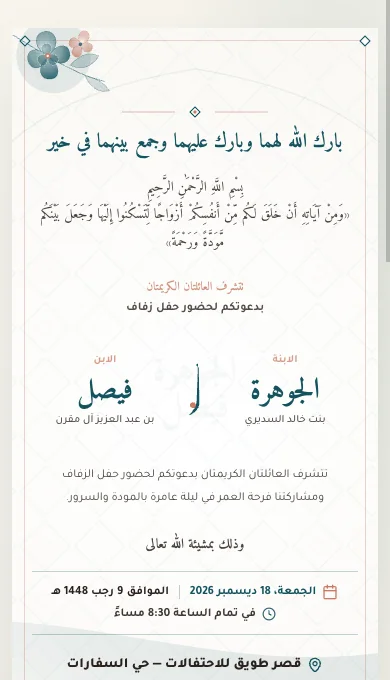 بارك الله لهما وبارك عليهما وجمع بينهما في خير
بِسْمِ اللَّهِ الرَّحْمَٰنِ الرَّحِيمِ
«وَمِنْ آيَاتِهِ أَنْ خَلَقَ لَكُم مِّنْ أَنفُسِكُمْ أَزْوَاجًا لِّتَسْكُنُوا إِلَيْهَا وَجَعَلَ بَيْنَكُم
مَّوَدَّةً وَرَحْمَةً»
تتشرف العائلتان الكريمتان
بدعوتكم لحضور حفل زفاف
الابنة
الجوهرة
بنت خالد السديري
الابن
فيصل
بن عبد العزيز آل مقرن
تتشرف العائلتان الكريمتان بدعوتكم لحضور حفل الزفاف
ومشاركتنا فرحة العمر في ليلة عامرة بالمودة والسرور.
وذلك بمشيئة الله تعالى
الجمعة، 18 ديسمبر 2026 | الموافق 9 رجب 1448 هـ
في تمام الساعة 8:30 مساءً
قصر طويق للاحتفالات – حي السفارات